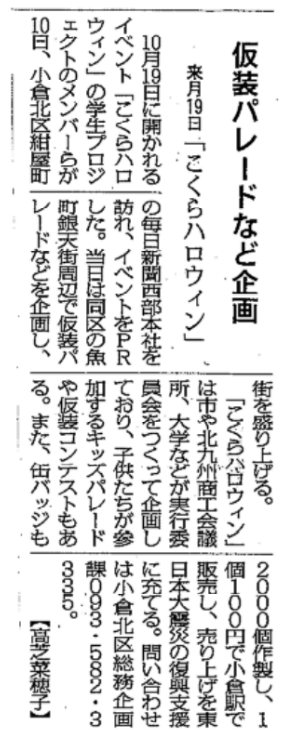 仮装パレードなど企画
来月19日「こくらハロウィン」
10月19日に開かれる
イベント「こくらハロ
ウィン」の学生プロジ
ェクトのメンバーらが
10日、小倉北区紺屋町
の毎日新聞西部本社を
訪れ、イベントをPR
した。当日は同区の魚
町銀天街周辺で仮装パ
レードなどを企画し、
街を盛り上げる。
「こくらハロウィン」
は市や北九州商工会議
所、大学などが実行委
員会をつくって企画し
ており、子供たちが参
加するキッズパレード
や仮装コンテストもあ
る。また、缶バッジも
2000個作製し、1
個100円で小倉駅で
販売し、売り上げを東
日本大震災の復興支援
に充てる。問い合わせ
は小倉北区総務企画
課093・582・3
335。
【高芝菜穂子】